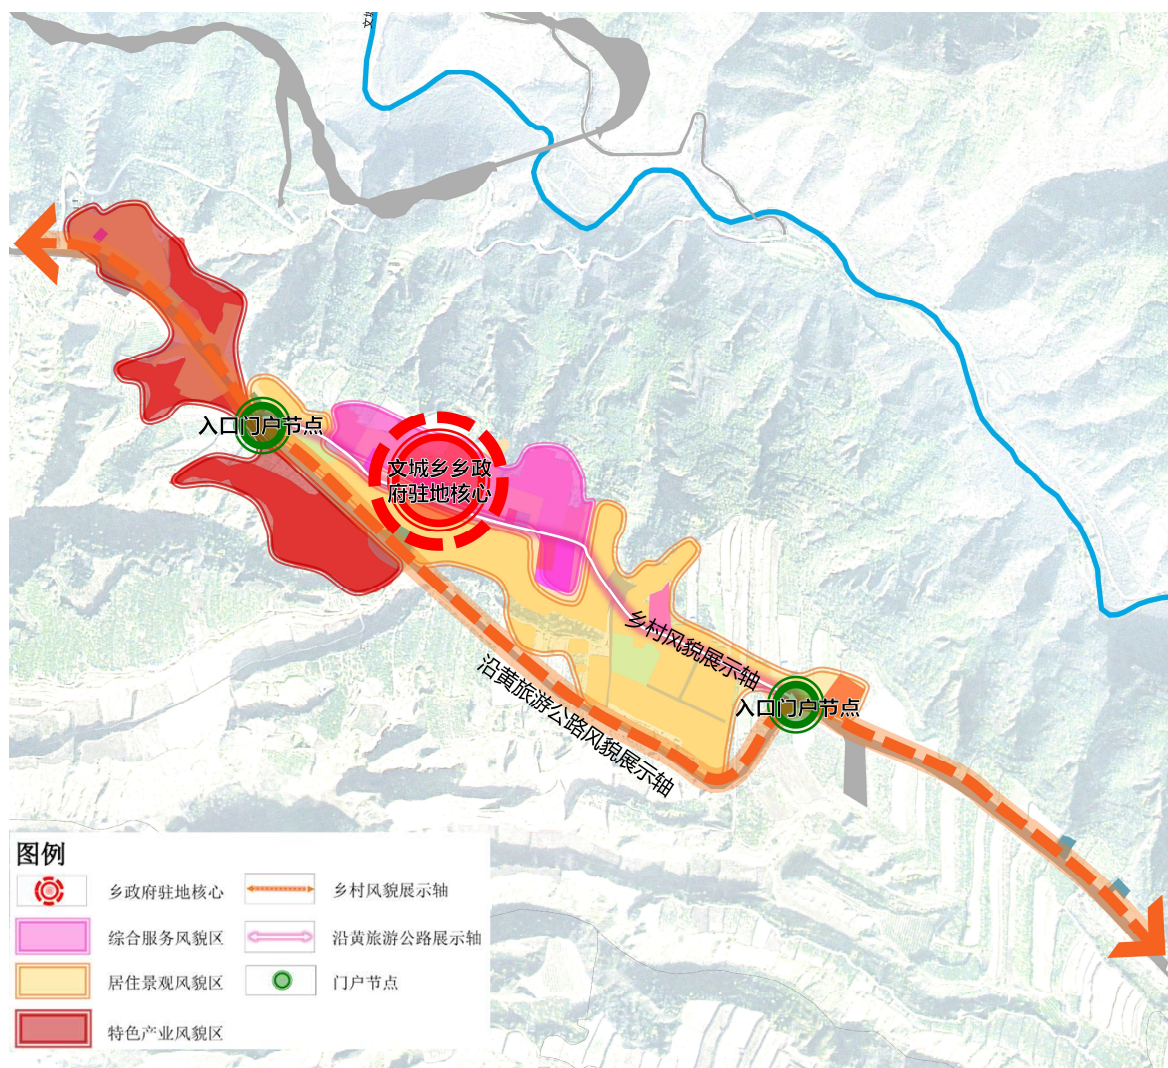 入口门户节点
文城乡乡政
府驻地核心
乡村风貌展示轴
沿黄旅游公路风貌展示轴
入口门户节点
图例
乡政府驻地核心
乡村风貌展示轴
综合服务风貌区
沿黄旅游公路展示轴
居住景观风貌区
门户节点
特色产业风貌区